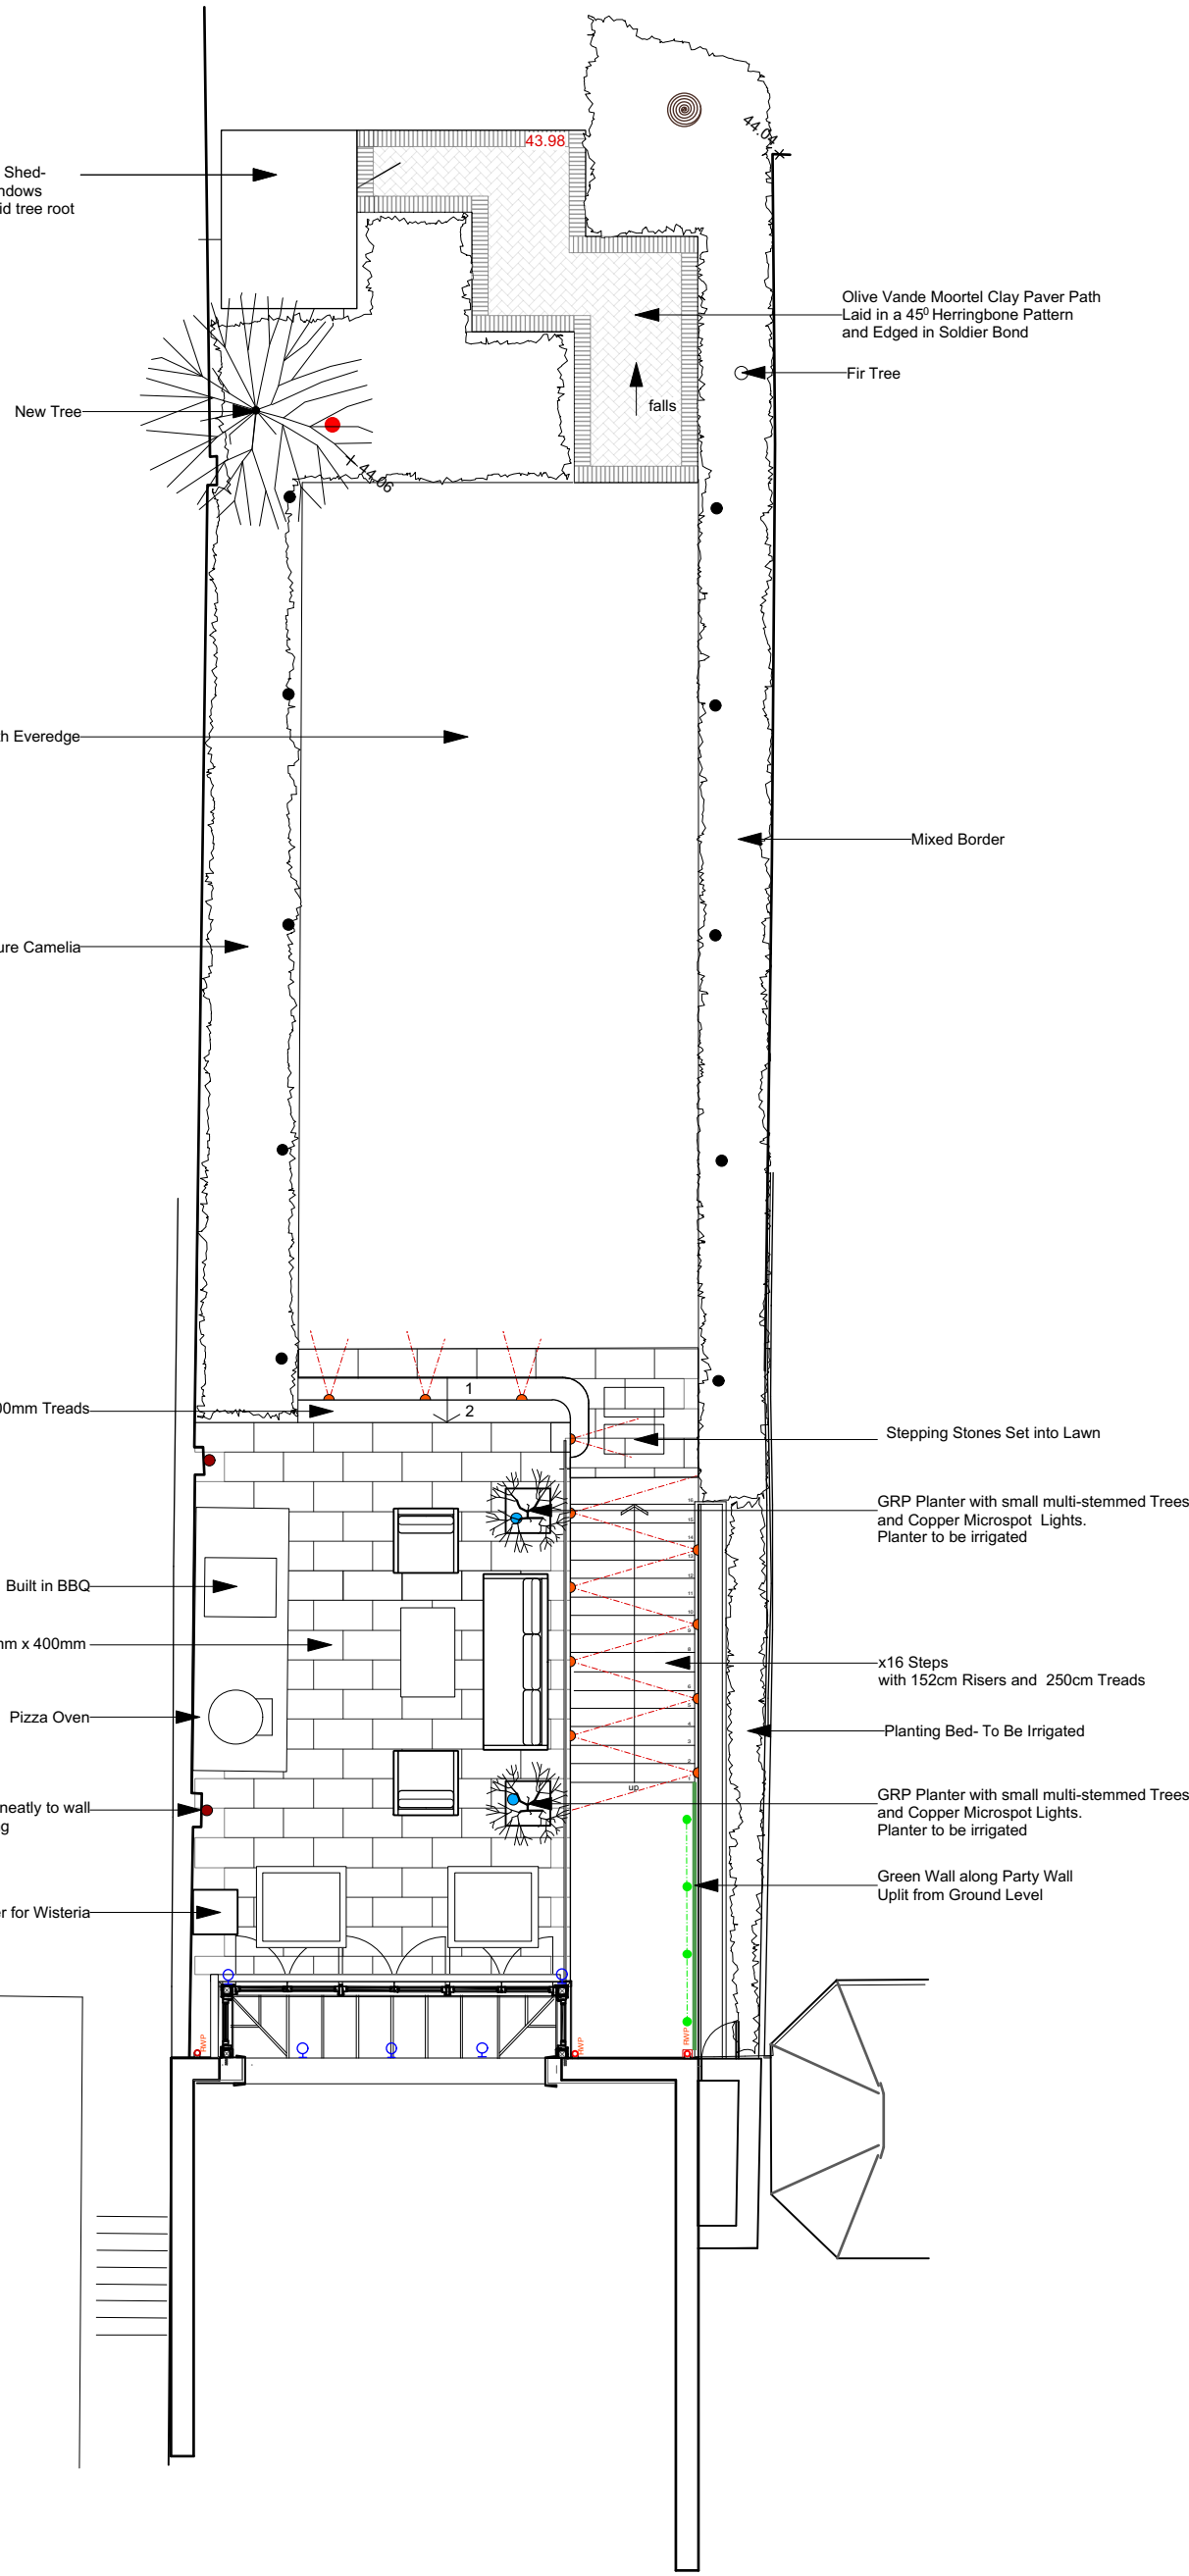 43.98
44.04
Shed-
ndows
id tree root
Olive Vande Moortel Clay Paver Path
Laid in a 45⁰ Herringbone Pattern
and Edged in Soldier Bond
Fir Tree
falls
New Tree
44.06
th Everedge
Mixed Border
ure Camelia
1
2
00mm Treads
Stepping Stones Set into Lawn
GRP Planter with small multi-stemmed Trees
and Copper Microspot Lights.
Planter to be irrigated
Built in BBQ
nm x 400mm
x16 Steps
with 152cm Risers and 250cm Treads
Pizza Oven
Planting Bed- To Be Irrigated
up
neatly to wall
g
GRP Planter with small multi-stemmed Trees
and Copper Microspot Lights.
Planter to be irrigated
Green Wall along Party Wall
Uplit from Ground Level
er for Wisteria
RWP
RWP
RWP